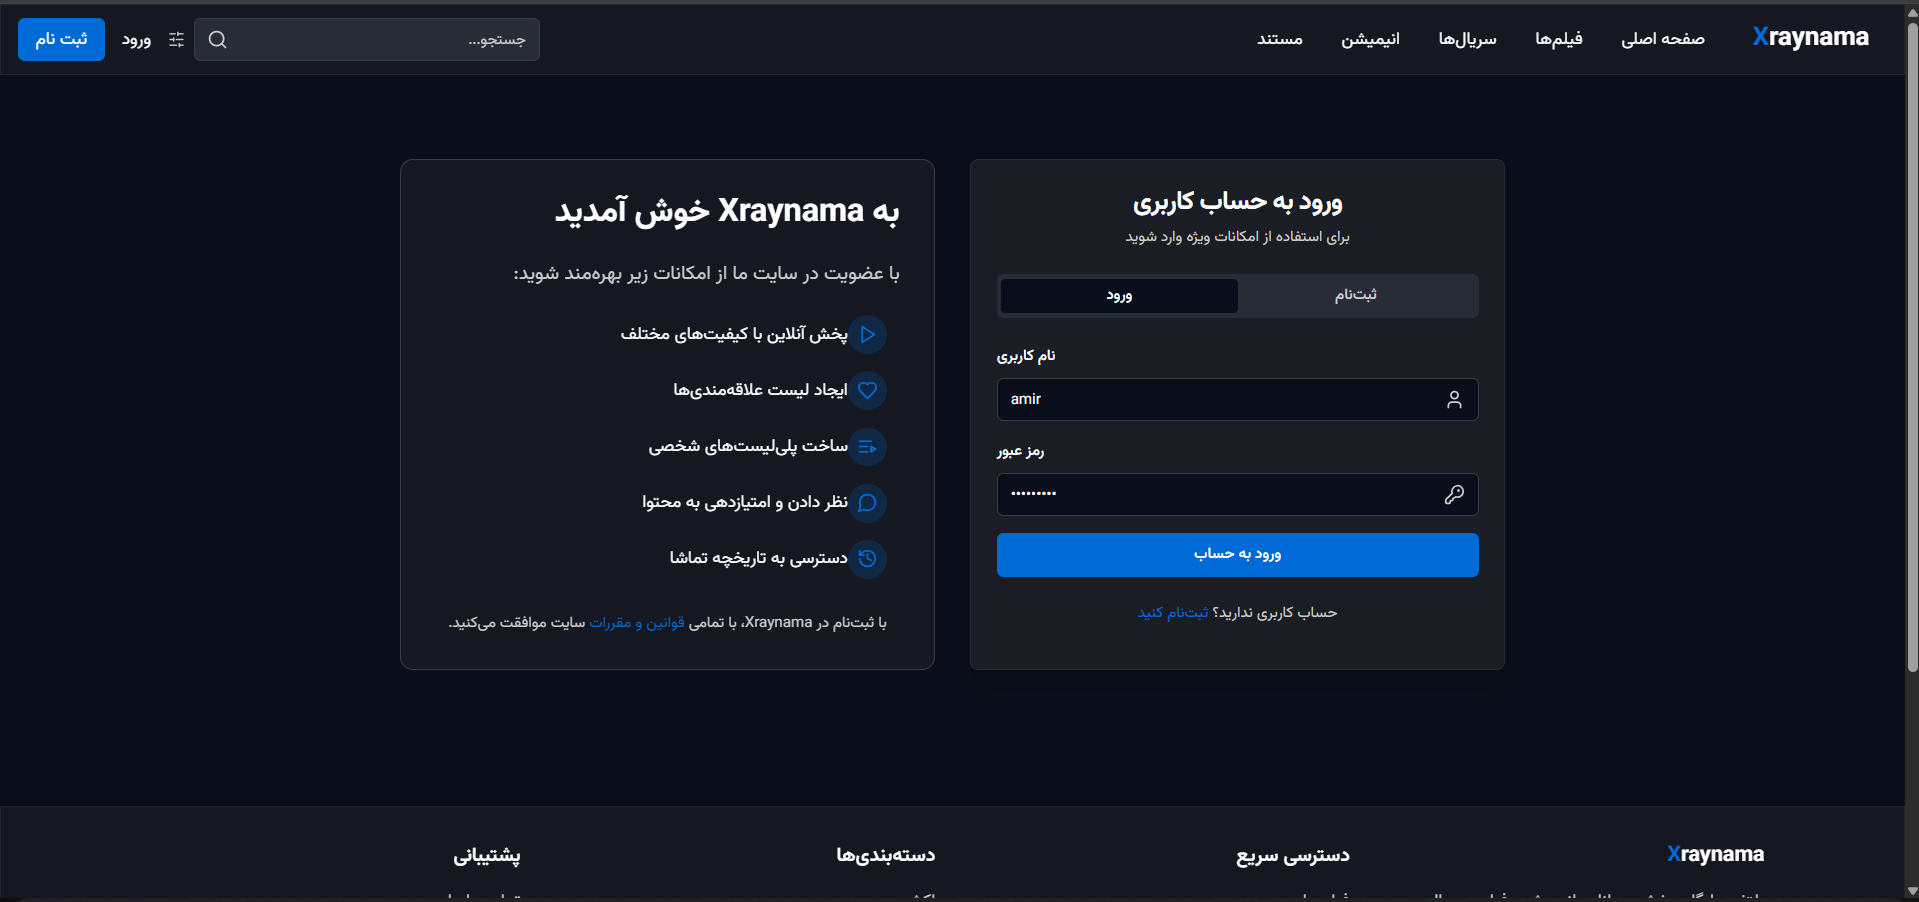 Xraynama
صفحه اصلی
فیلم‌ها
سریال‌ها
انیمیشن
مستند
جستجو...
ورود
ثبت نام
ورود به حساب کاربری
برای استفاده از امکانات ویژه وارد شوید
ثبت‌نام
ورود
نام کاربری
amir
رمز عبور
•••••••••
ورود به حساب
حساب کاربری ندارید؟ ثبت‌نام کنید
به Xraynama خوش آمدید
با عضویت در سایت ما از امکانات زیر بهره‌مند شوید:
پخش آنلاین با کیفیت‌های مختلف
ایجاد لیست علاقه‌مندی‌ها
ساخت پلی‌لیست‌های شخصی
نظر دادن و امتیازدهی به محتوا
دسترسی به تاریخچه تماشا
با ثبت‌نام در Xraynama، با تمامی قوانین و مقررات سایت موافقت می‌کنید.
Xraynama
دسترسی سریع
دسته‌بندی‌ها
پشتیبانی